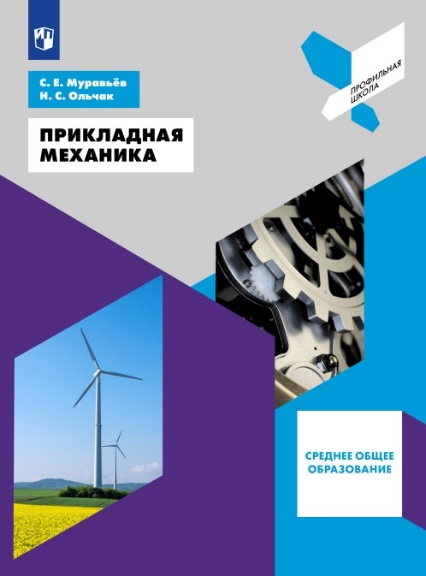 С. Е. Муравьёв
Н. С. Ольчак
ПРИКЛАДНАЯ
МЕХАНИКА
ПРОФИЛЬНАЯ
ШКОЛА
СРЕДНЕЕ ОБЩЕЕ
ОБРАЗОВАНИЕ